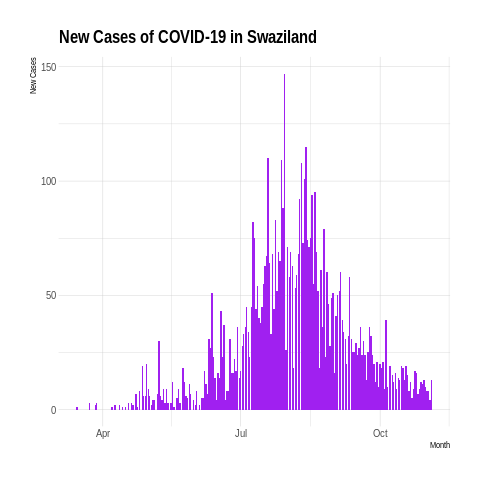 New Cases of COVID-19 in Swaziland
New Cases
150
100
50
0
Apr
Jul
Oct
Month